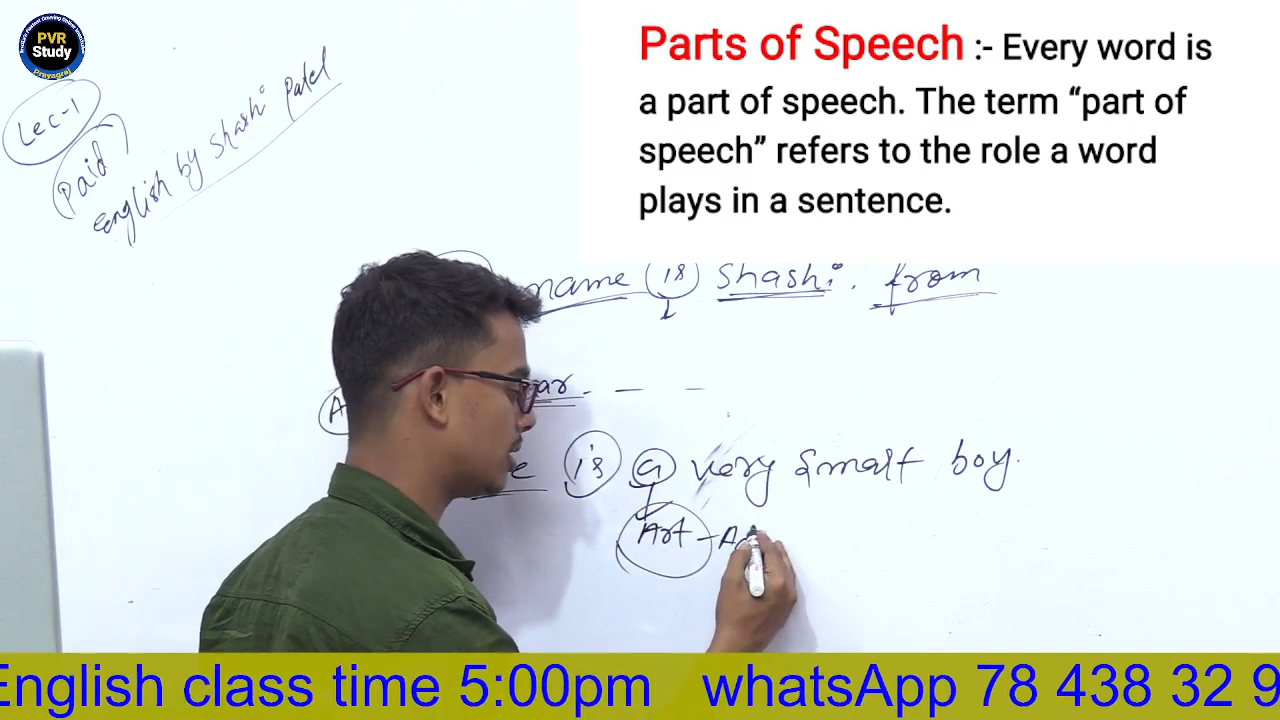 PVR
Study
Prayagraj
Lec-1
Paid
English by Shashi Patel
Parts of Speech :- Every word is
a part of speech. The term “part of
speech” refers to the role a word
plays in a sentence.
name is Shashi. from
is a very smart boy.
Art - A
English class time 5:00pm whatsApp 78 438 32 9